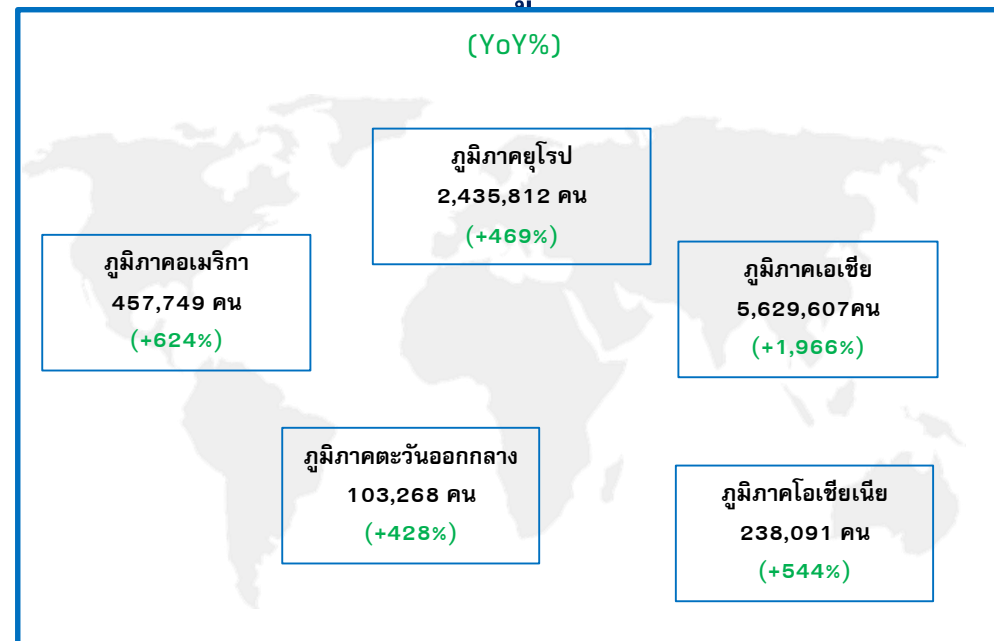 (YoY%)
ภูมิภาคยุโรป
2,435,812 คน
(+469%)
ภูมิภาคอเมริกา
457,749 คน
(+624%)
ภูมิภาคเอเชีย
5,629,607คน
(+1,966%)
ภูมิภาคตะวันออกกลาง
103,268 คน
(+428%)
ภูมิภาคโอเชียเนีย
238,091 คน
(+544%)